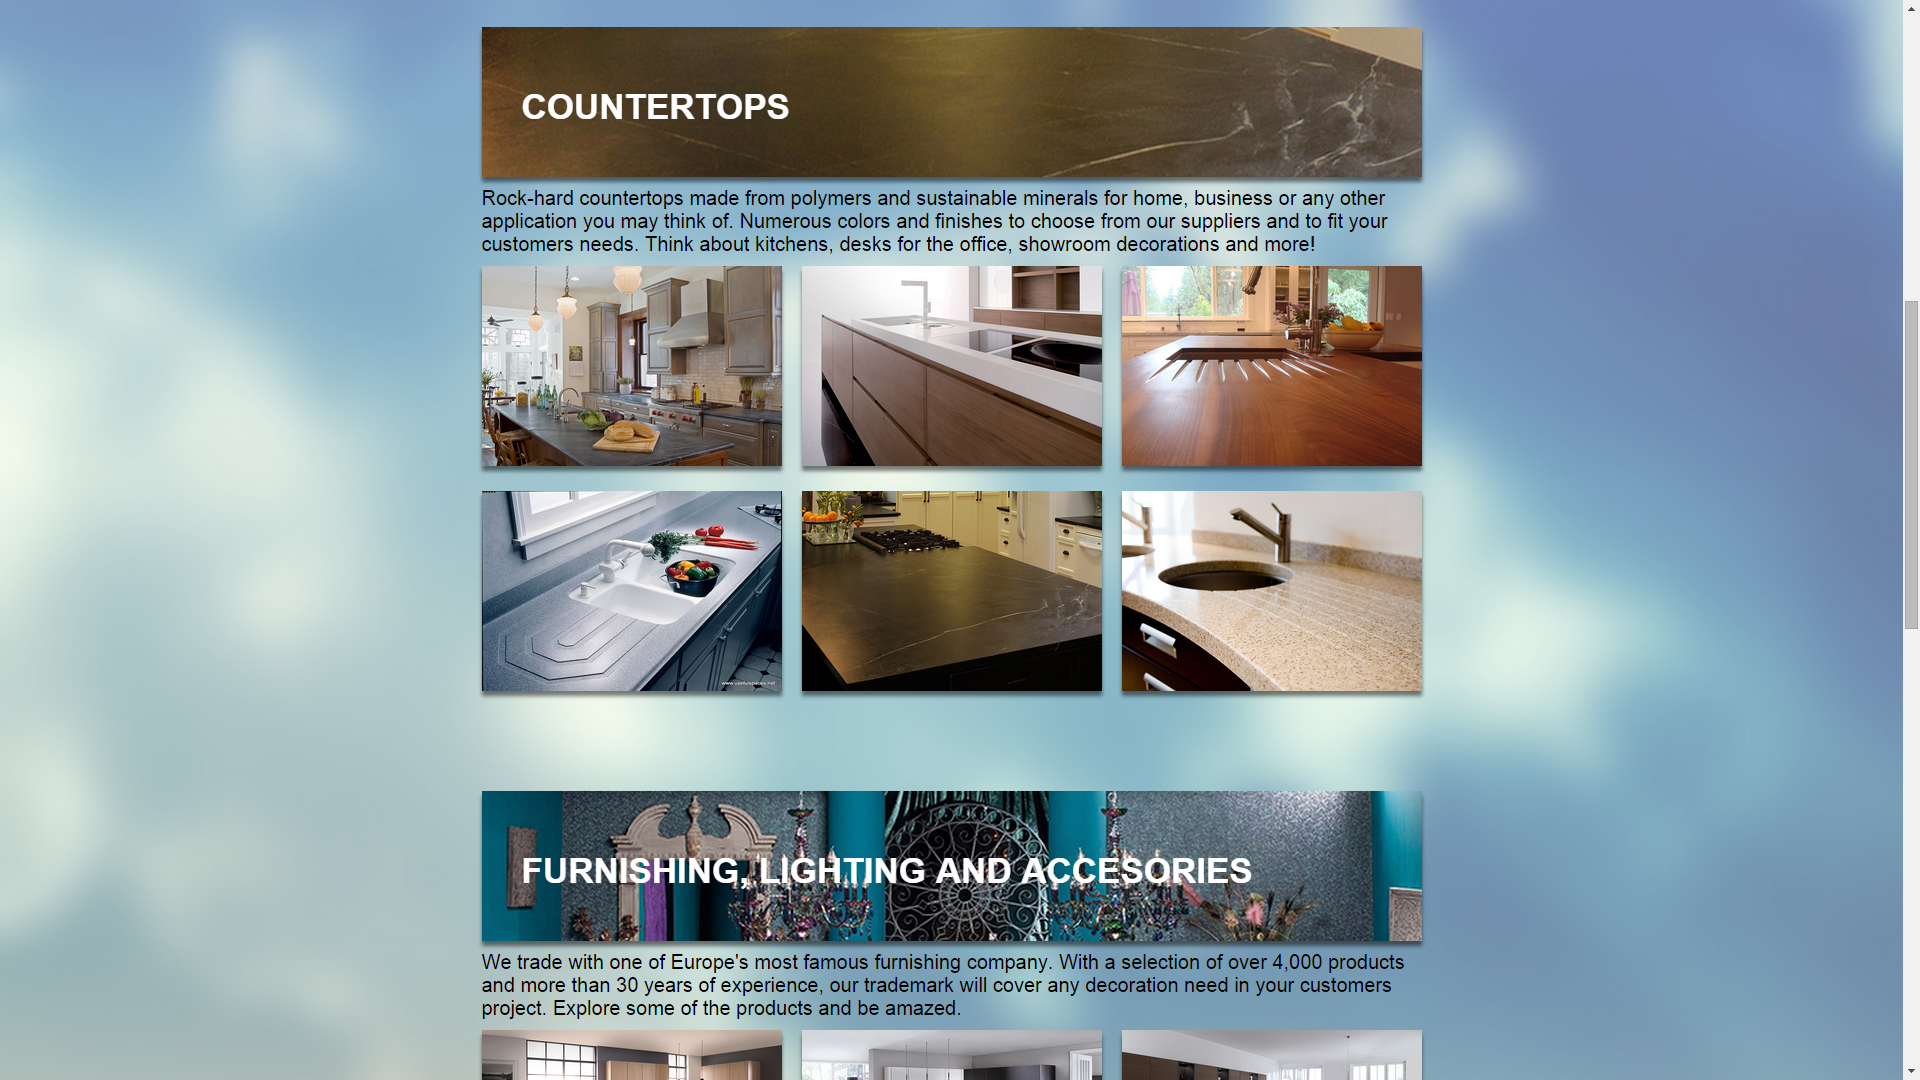 COUNTERTOPS
Rock-hard countertops made from polymers and sustainable minerals for home, business or any other
application you may think of. Numerous colors and finishes to choose from our suppliers and to fit your
customers needs. Think about kitchens, desks for the office, showroom decorations and more!
www.usefulspaces.net
FURNISHING, LIGHTING AND ACCESORIES
We trade with one of Europe's most famous furnishing company. With a selection of over 4,000 products
and more than 30 years of experience, our trademark will cover any decoration need in your customers
project. Explore some of the products and be amazed.